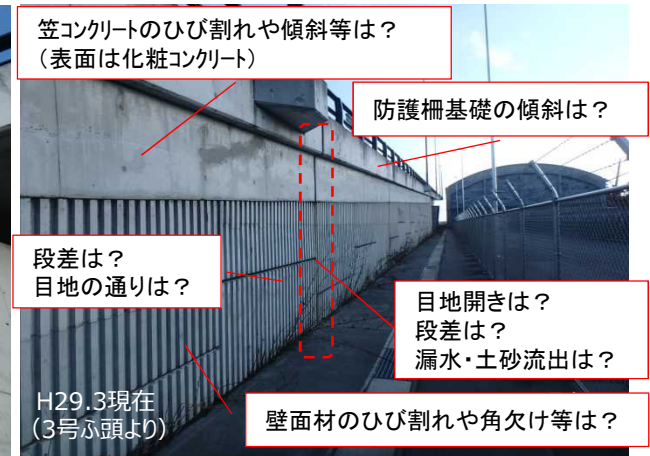 笠コンクリートのひび割れや傾斜等は？
（表面は化粧コンクリート）
防護柵基礎の傾斜は？
段差は？
目地の通りは？
目地開きは？
段差は？
漏水・土砂流出は？
壁面材のひび割れや角欠け等は？
H29.3現在
（3号ふ頭より）